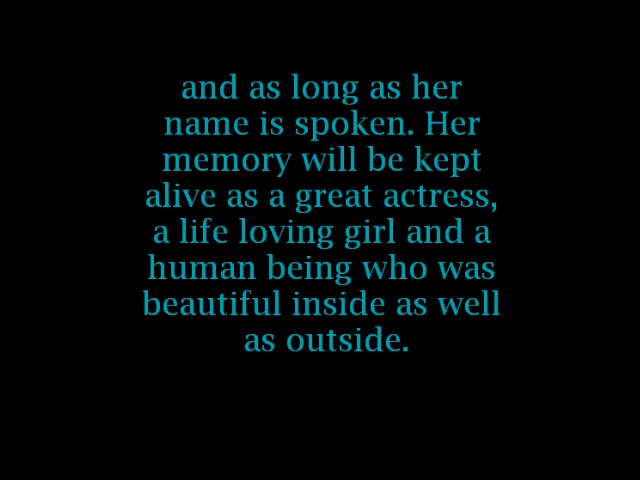 and as long as her
name is spoken. Her
memory will be kept
alive as a great actress,
a life loving girl and a
human being who was
beautiful inside as well
as outside.